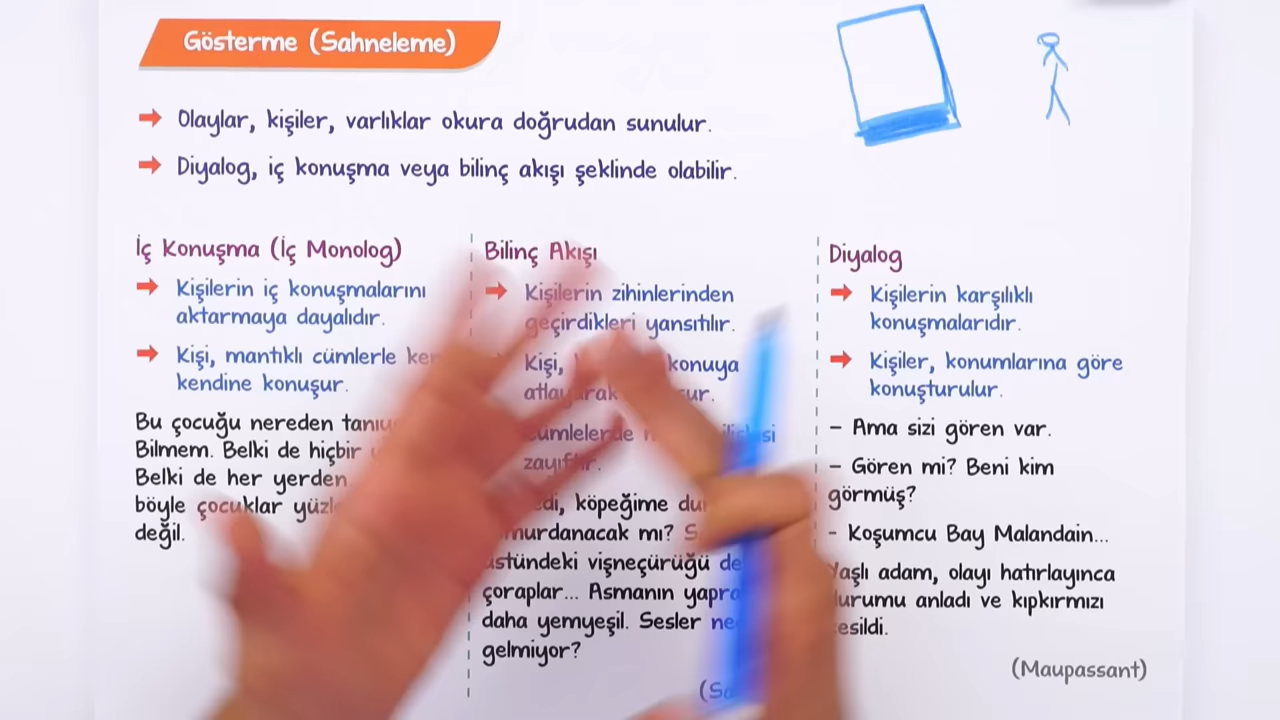 Gösterme (Sahneleme)
Olaylar, kişiler, varlıklar okura doğrudan sunulur.
Diyalog, iç konuşma veya bilinç akışı şeklinde olabilir.
İç Konuşma (İç Monolog)
Kişilerin iç konuşmalarını
aktarmaya dayalıdır.
Kişi, mantıklı cümlerle
kendine konuşur.
Bu çocuğu nereden
Bilmem. Belki de hiçbir
Belki de her yerden
böyle çocuklar
değil.
Bilinç Akışı
Kişilerin zihinlerinden
geçirdikleri yansıtılır.
Kişi, konuya
zayıftır.
köpeğime
mı?
üstündeki vişneçürüğü
çoraplar... Asmanın
daha yemyeşil. Sesler
gelmiyor?
Diyalog
Kişilerin karşılıklı
konuşmalarıdır.
Kişiler, konumlarına göre
konuşturulur.
– Ama sizi gören var.
– Gören mi? Beni kim
görmüş?
- Koşumcu Bay Malandain...
Yaşlı adam, olayı hatırlayınca
durumu anladı ve kıpkırmızı
kesildi.
(Maupassant)